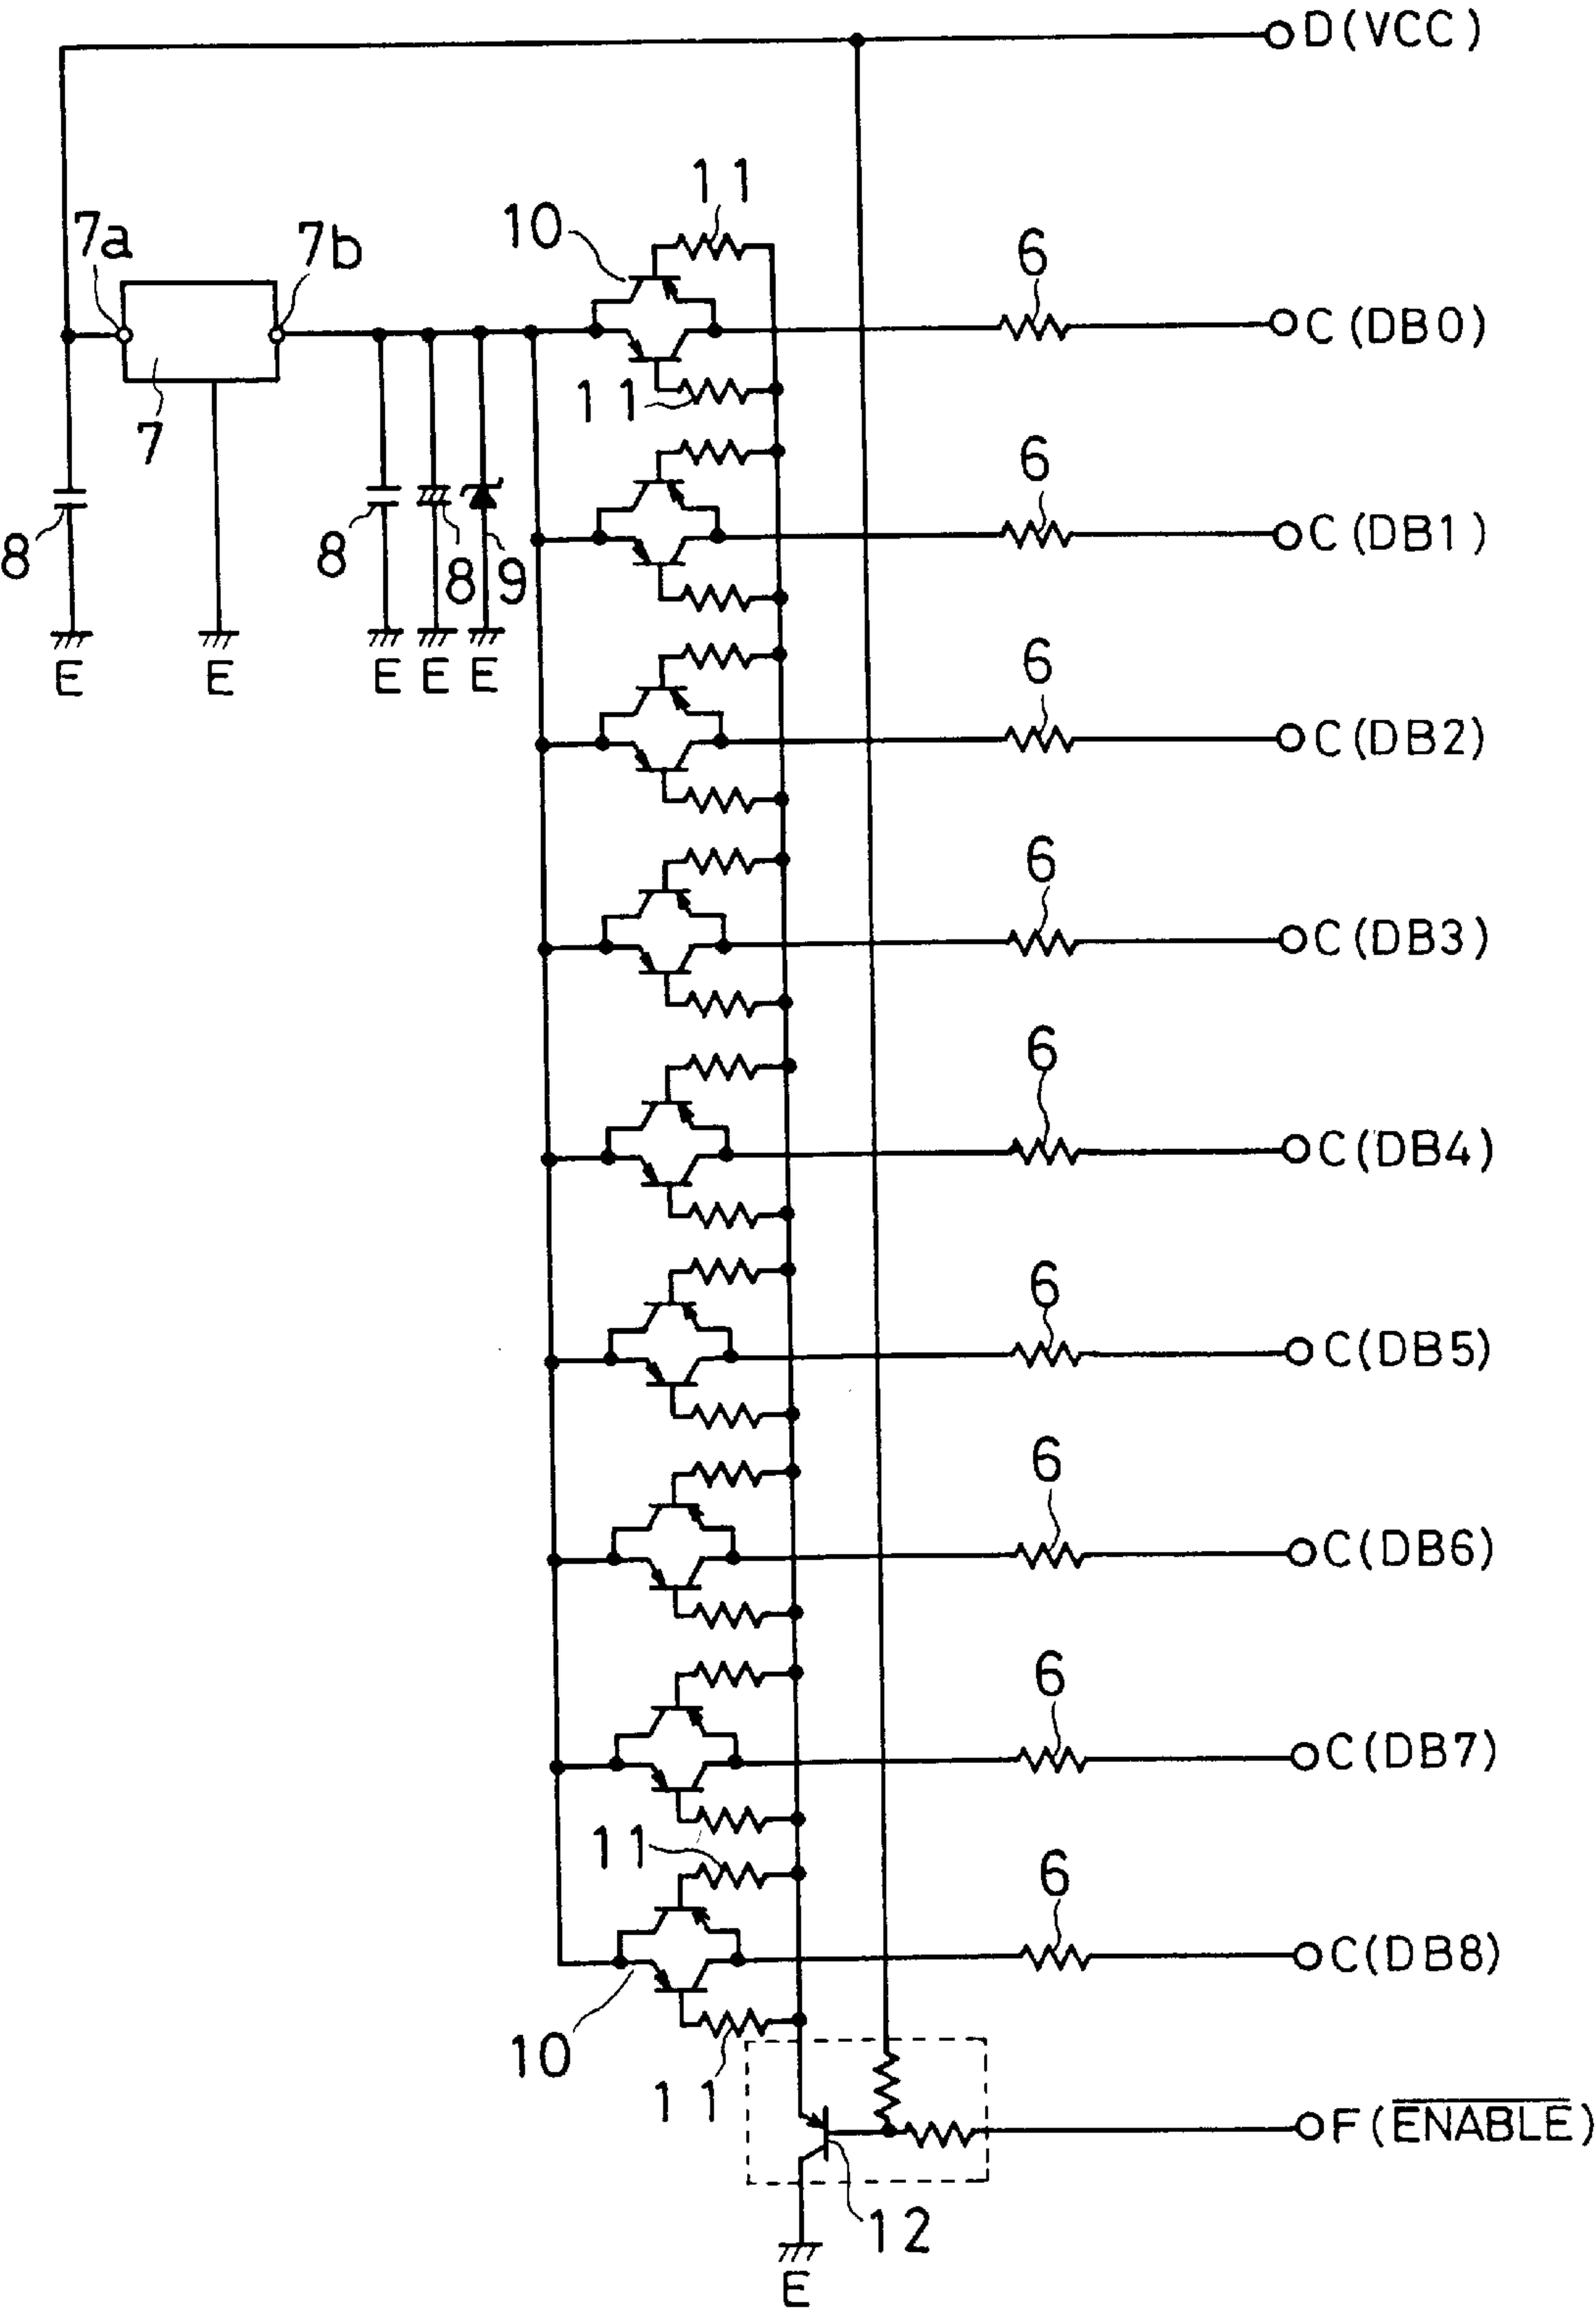 D(VCC)
11
10
7a
7b
6
C(DB0)
11
7
6
C(DB1)
8
8
8
9
E
E
E
E
E
6
C(DB2)
6
C(DB3)
6
C(DB4)
6
C(DB5)
6
C(DB6)
6
C(DB7)
11
6
C(DB8)
10
11
F(ENABLE)
12
E